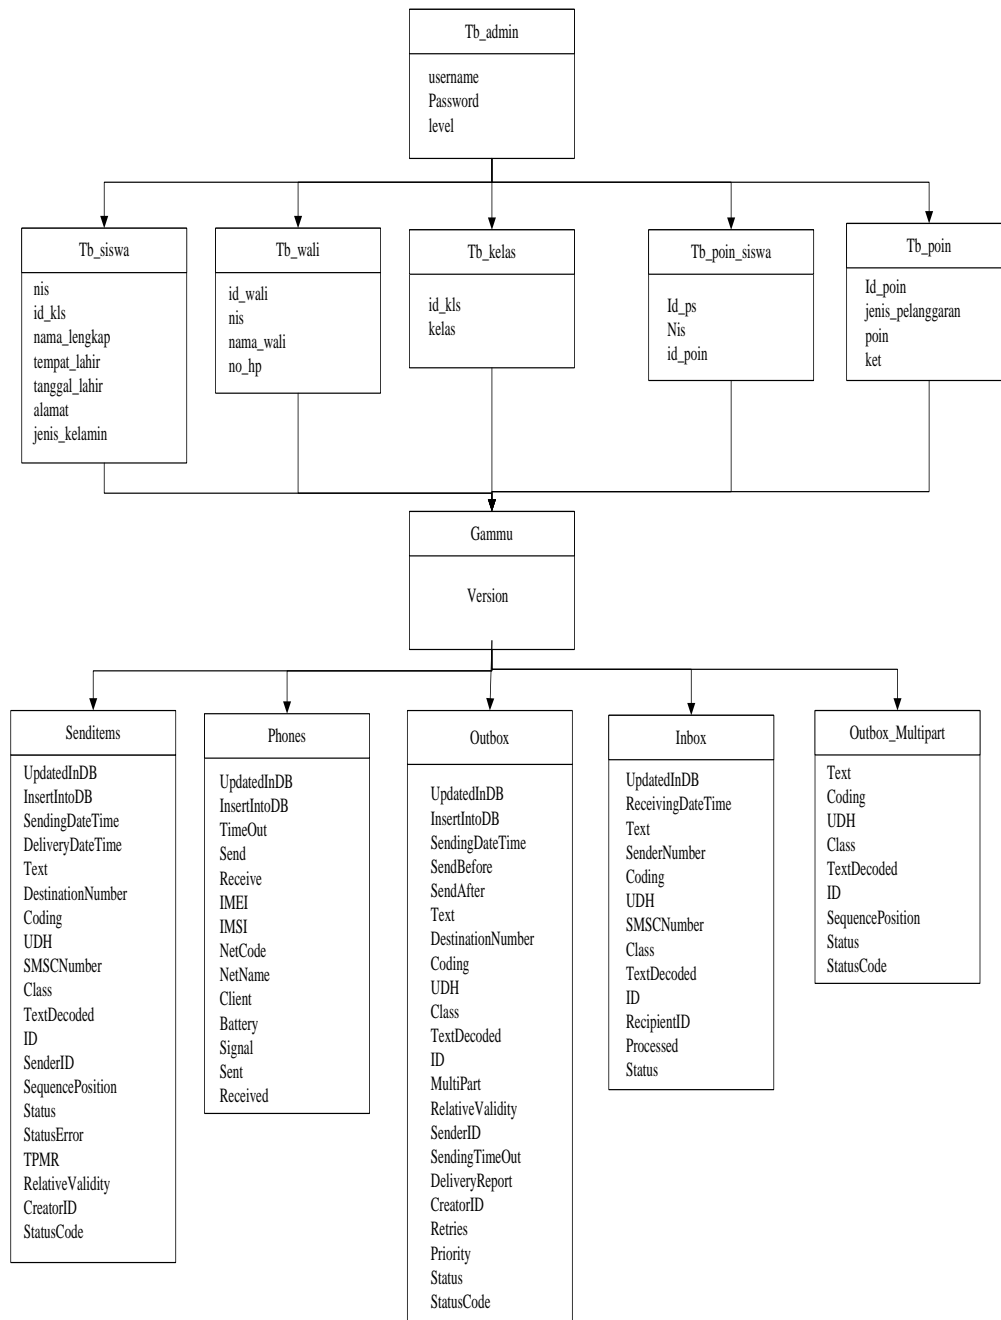 Tb_admin
username
Password
level
Tb_siswa
nis
id_kls
nama_lengkap
tempat_lahir
tanggal_lahir
alamat
jenis_kelamin
Tb_wali
id_wali
nis
nama_wali
no_hp
Tb_kelas
id_kls
kelas
Tb_poin_siswa
Id_ps
Nis
id_poin
Tb_poin
Id_poin
jenis_pelanggaran
poin
ket
Gammu
Version
Senditems
UpdatedInDB
InsertIntoDB
SendingDateTime
DeliveryDateTime
Text
DestinationNumber
Coding
UDH
SMSCNumber
Class
TextDecoded
ID
SenderID
SequencePosition
Status
StatusError
TPMR
RelativeValidity
CreatorID
StatusCode
Phones
UpdatedInDB
InsertIntoDB
TimeOut
Send
Receive
IMEI
IMSI
NetCode
NetName
Client
Battery
Signal
Sent
Received
Outbox
UpdatedInDB
InsertIntoDB
SendingDateTime
SendBefore
SendAfter
Text
DestinationNumber
Coding
UDH
Class
TextDecoded
ID
MultiPart
RelativeValidity
SenderID
SendingTimeOut
DeliveryReport
CreatorID
Retries
Priority
Status
StatusCode
Inbox
UpdatedInDB
ReceivingDateTime
Text
SenderNumber
Coding
UDH
SMSCNumber
Class
TextDecoded
ID
RecipientID
Processed
Status
Outbox_Multipart
Text
Coding
UDH
Class
TextDecoded
ID
SequencePosition
Status
StatusCode